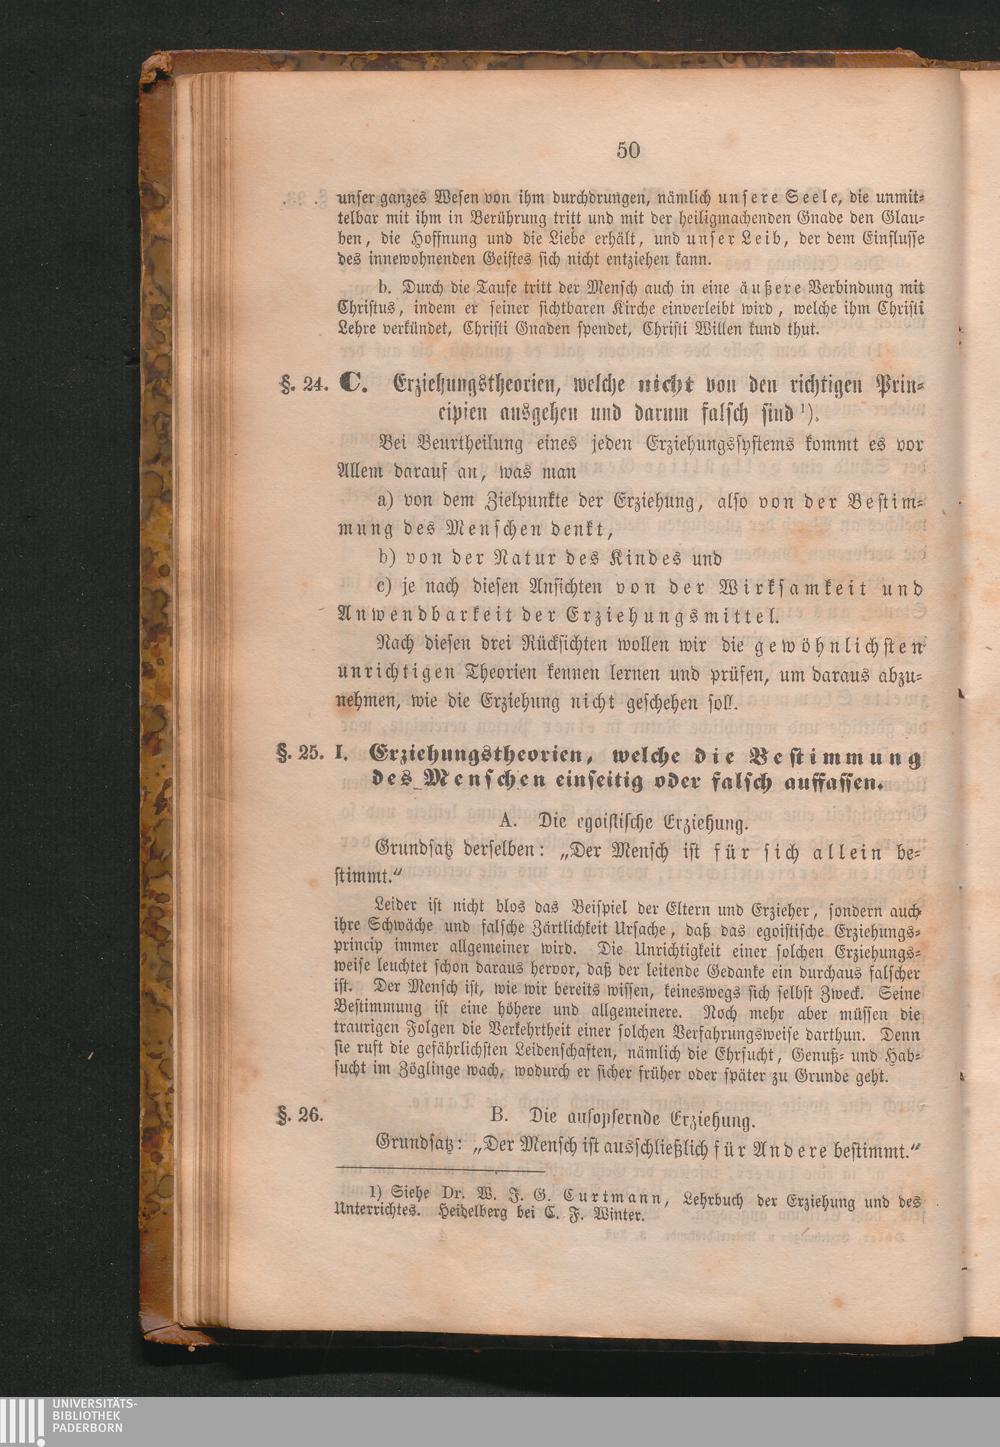 50
unser ganzes Wesen von ihm durchdrungen, nämlich unsere Seele, die unmit-
telbar mit ihm in Berührung tritt und mit der heiligmachenden Gnade den Glau-
ben, die Hoffnung und die Liebe erhält, und unser Leib, der dem Einflusse
des innewohnenden Geistes sich nicht entziehen kann.
b. Durch die Taufe tritt der Mensch auch in eine äußere Verbindung mit
Christus, indem er seiner sichtbaren Kirche einverleibt wird, welche ihm Christi
Lehre verkündet, Christi Gnaden spendet, Christi Willen kund thut.
§. 24. C. Erziehungstheorien, welche nicht von den richtigen Prin-
cipien ausgehen und darum falsch sind ¹).
Bei Beurtheilung eines jeden Erziehungssystems kommt es vor
Allem darauf an, was man
a) von dem Zielpunkte der Erziehung, also von der Bestim-
mung des Menschen denkt,
b) von der Natur des Kindes und
c) je nach diesen Ansichten von der Wirksamkeit und
Anwendbarkeit der Erziehungsmittel.
Nach diesen drei Rücksichten wollen wir die gewöhnlichsten
unrichtigen Theorien kennen lernen und prüfen, um daraus abzu-
nehmen, wie die Erziehung nicht geschehen soll.
§. 25. I. Erziehungstheorien, welche die Bestimmung
des Menschen einseitig oder falsch auffassen.
A. Die egoistische Erziehung.
Grundsatz derselben: „Der Mensch ist für sich allein be-
stimmt.“
Leider ist nicht blos das Beispiel der Eltern und Erzieher, sondern auch
ihre Schwäche und falsche Zärtlichkeit Ursache, daß das egoistische Erziehungs-
princip immer allgemeiner wird. Die Unrichtigkeit einer solchen Erziehungs-
weise leuchtet schon daraus hervor, daß der leitende Gedanke ein durchaus falscher
ist. Der Mensch ist, wie wir bereits wissen, keineswegs sich selbst Zweck. Seine
Bestimmung ist eine höhere und allgemeinere. Noch mehr aber müssen die
traurigen Folgen die Verkehrtheit einer solchen Verfahrungsweise darthun. Denn
sie ruft die gefährlichsten Leidenschaften, nämlich die Ehrsucht, Genuß- und Hab-
sucht im Zöglinge wach, wodurch er sicher früher oder später zu Grunde geht.
§. 26. B. Die aufopfernde Erziehung.
Grundsatz: „Der Mensch ist ausschließlich für Andere bestimmt.“
1) Siehe Dr. W. J. G. Curtmann, Lehrbuch der Erziehung und des
Unterrichtes. Heidelberg bei C. F. Winter.
UNIVERSITÄTS-
BIBLIOTHEK
PADERBORN